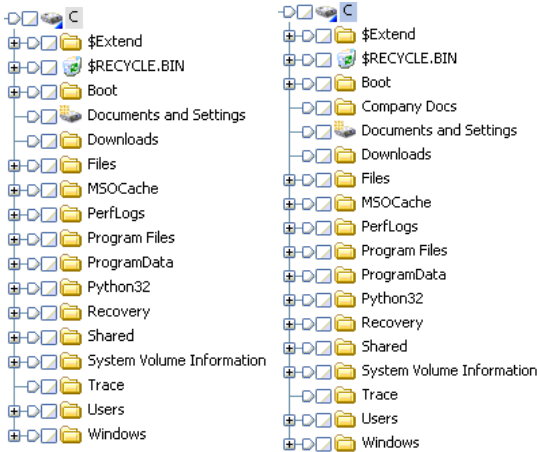 C
$Extend
$RECYCLE.BIN
Boot
Documents and Settings
Downloads
Files
MSOCache
PerfLogs
Program Files
ProgramData
Python32
Recovery
Shared
System Volume Information
Trace
Users
Windows
C
$Extend
$RECYCLE.BIN
Boot
Company Docs
Documents and Settings
Downloads
Files
MSOCache
PerfLogs
Program Files
ProgramData
Python32
Recovery
Shared
System Volume Information
Trace
Users
Windows